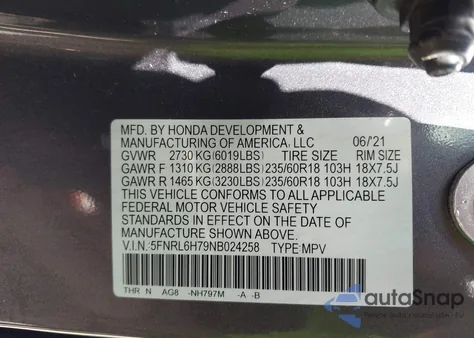 MFD. BY HONDA DEVELOPMENT &
MANUFACTURING OF AMERICA, LLC 06/'21
GVWR 2730 KG (6019LBS) TIRE SIZE RIM SIZE
GAWR F 1310 KG (2888LBS) 235/60R18 103H 18X7.5J
GAWR R 1465 KG (3230LBS) 235/60R18 103H 18X7.5J
THIS VEHICLE CONFORMS TO ALL APPLICABLE
FEDERAL MOTOR VEHICLE SAFETY
STANDARDS IN EFFECT ON THE DATE OF
MANUFACTURE SHOWN ABOVE.
V.I.N.: 5FNRL6H79NB024258 TYPE: MPV
THR N AG8 -NH797M -A -B
autoSnap
Powered by AutoBidMaster